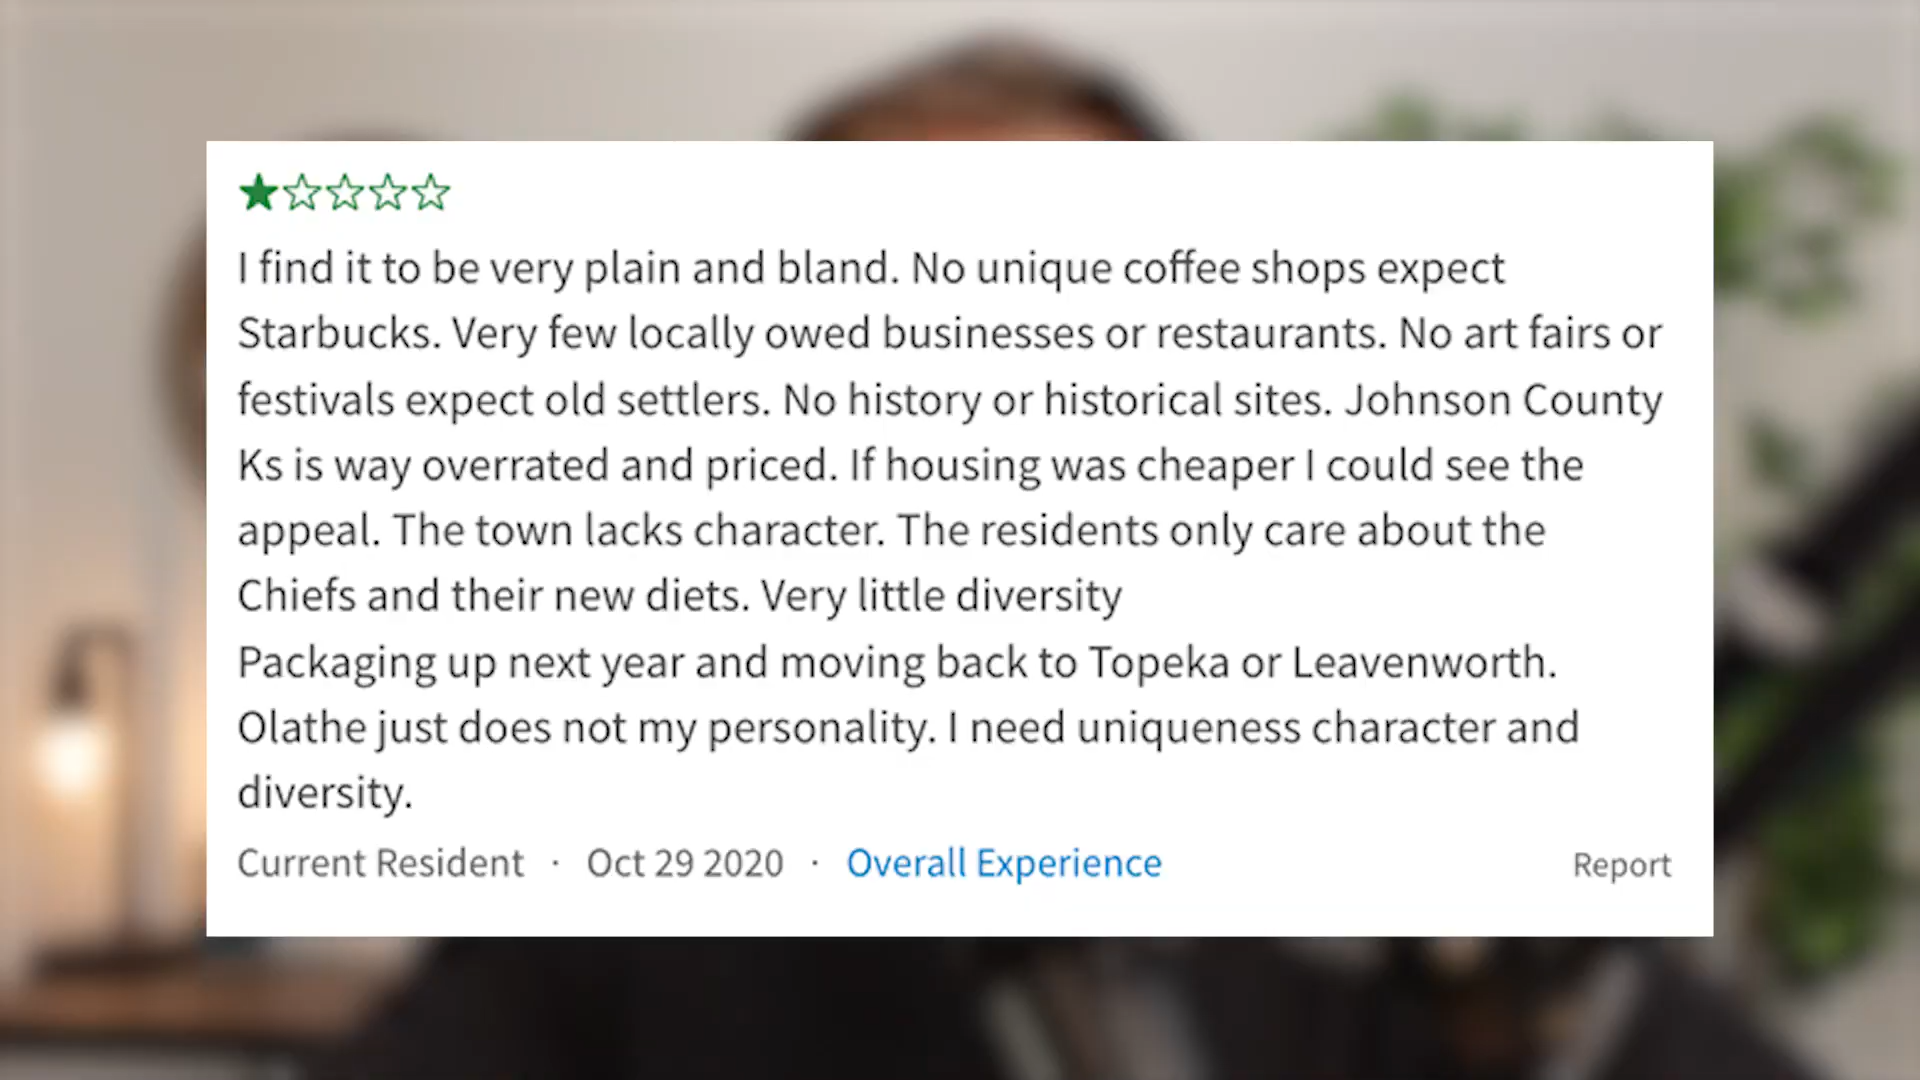 I find it to be very plain and bland. No unique coffee shops expect
Starbucks. Very few locally owed businesses or restaurants. No art fairs or
festivals expect old settlers. No history or historical sites. Johnson County
Ks is way overrated and priced. If housing was cheaper I could see the
appeal. The town lacks character. The residents only care about the
Chiefs and their new diets. Very little diversity
Packaging up next year and moving back to Topeka or Leavenworth.
Olathe just does not my personality. I need uniqueness character and
diversity.
Current Resident · Oct 29 2020 · Overall Experience Report